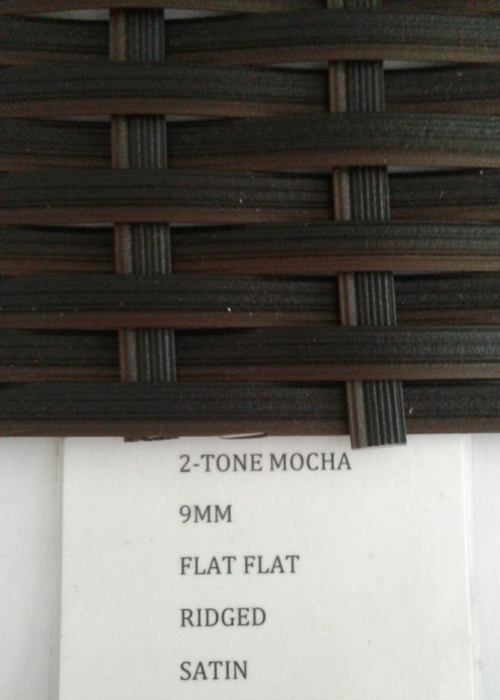 2-TONE MOCHA
9MM
FLAT FLAT
RIDGED
SATIN